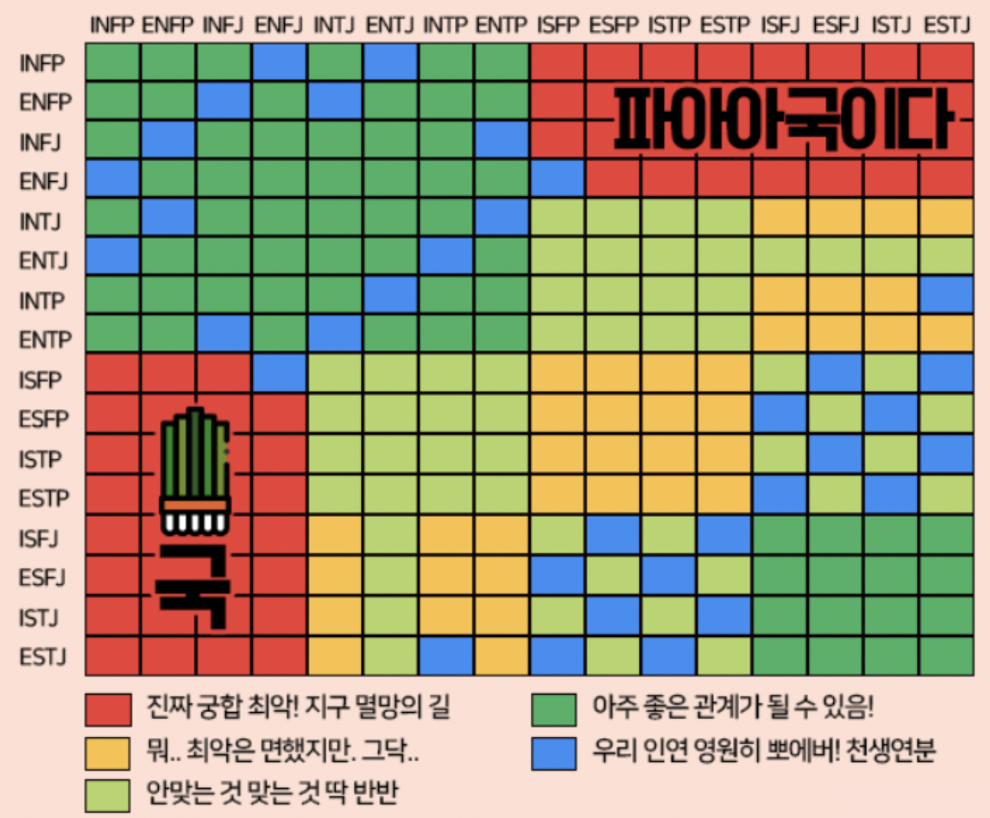 INFP ENFP INFJ ENFJ INTJ ENTJ INTP ENTP ISFP ESFP ISTP ESTP ISFJ ESFJ ISTJ ESTJ
INFP
ENFP
파아아국이다
INFJ
ENFJ
INTJ
ENTJ
INTP
ENTP
ISFP
ESFP
ISTP
ESTP
ISFJ
ESFJ
국
ISTJ
ESTJ
진짜 궁합 최악! 지구 멸망의 길
아주 좋은 관계가 될 수 있음!
뭐.. 최악은 면했지만. 그닥..
우리 인연 영원히 뽀에버! 천생연분
안맞는 것 맞는 것 딱 반반